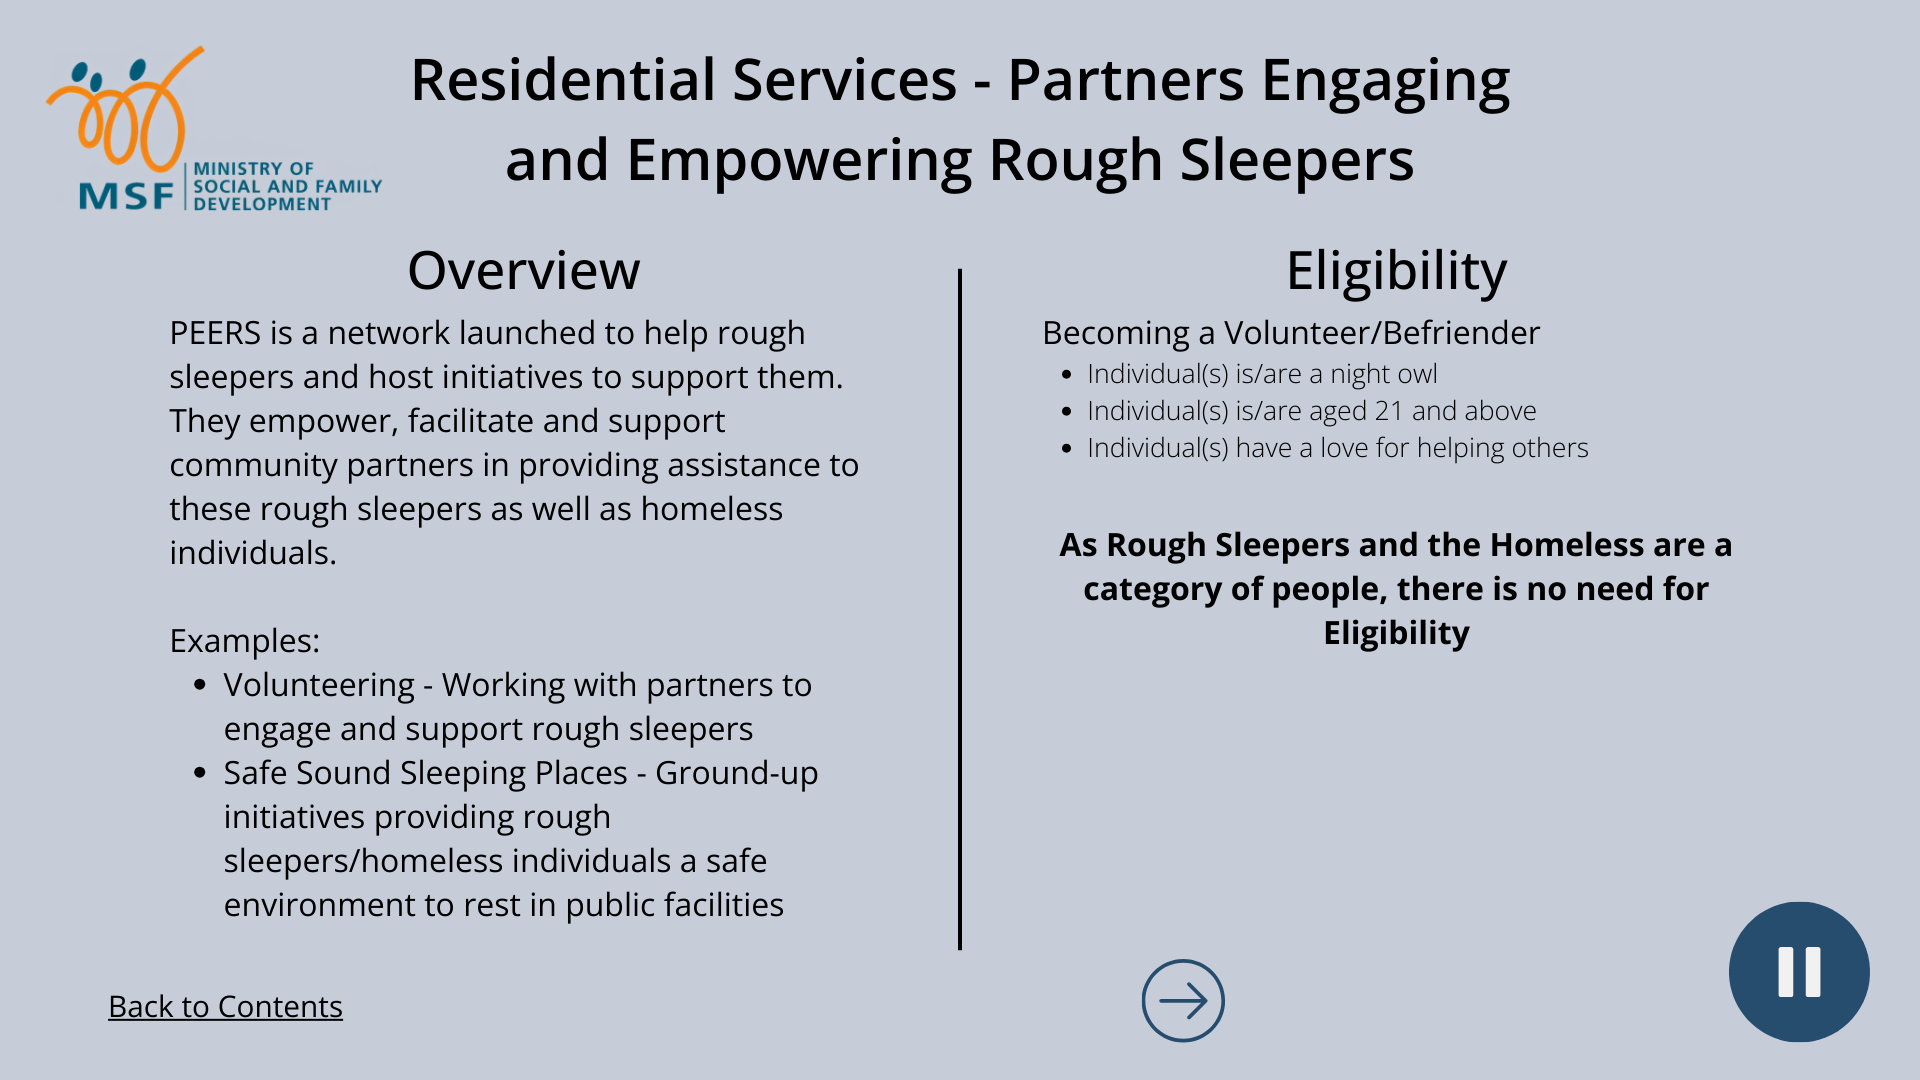 MSF
MINISTRY OF
SOCIAL AND FAMILY
DEVELOPMENT
Residential Services - Partners Engaging
and Empowering Rough Sleepers
Overview
PEERS is a network launched to help rough
sleepers and host initiatives to support them.
They empower, facilitate and support
community partners in providing assistance to
these rough sleepers as well as homeless
individuals.
Examples:
• Volunteering - Working with partners to
engage and support rough sleepers
• Safe Sound Sleeping Places - Ground-up
initiatives providing rough
sleepers/homeless individuals a safe
environment to rest in public facilities
Eligibility
Becoming a Volunteer/Befriender
• Individual(s) is/are a night owl
• Individual(s) is/are aged 21 and above
• Individual(s) have a love for helping others
As Rough Sleepers and the Homeless are a
category of people, there is no need for
Eligibility
Back to Contents